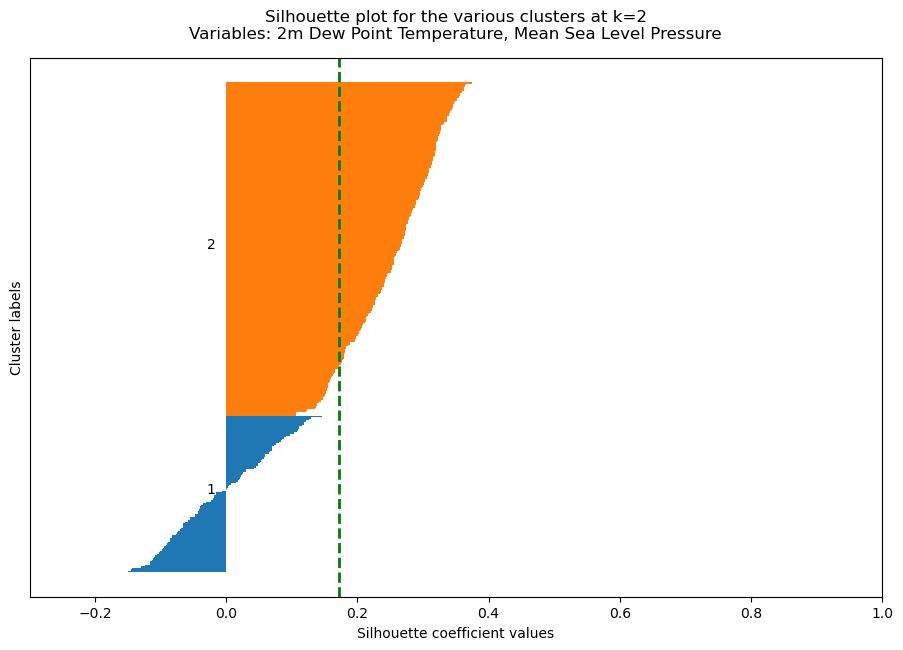 Silhouette plot for the various clusters at k=2
Variables: 2m Dew Point Temperature, Mean Sea Level Pressure
Cluster labels
2
1
−0.2 0.0 0.2 0.4 0.6 0.8 1.0
Silhouette coefficient values